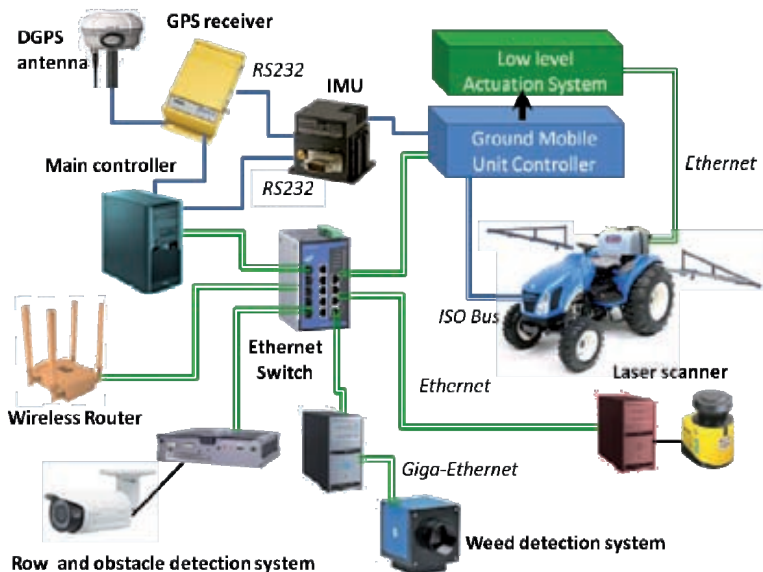 DGPS
antenna
GPS receiver
RS232
IMU
Low level
Actuation System
Ground Mobile
Unit Controller
Ethernet
Main controller
RS232
ISO Bus
Ethernet
Switch
Ethernet
Laser scanner
Wireless Router
Giga-Ethernet
Weed detection system
Row and obstacle detection system